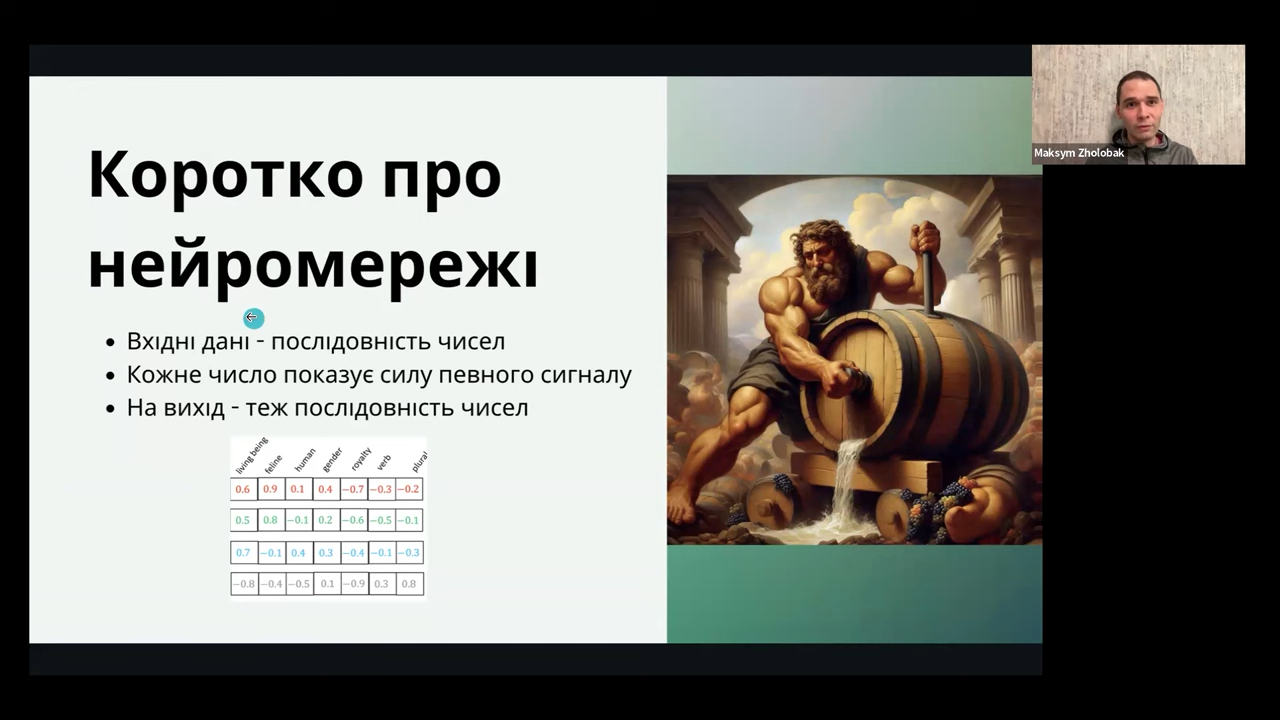 Коротко про
нейромережі
Вхідні дані - послідовність чисел
Кожне число показує силу певного сигналу
На вихід - теж послідовність чисел
living being feline human gender royalty verb plural
0.6 0.9 0.1 0.4 −0.7 −0.3 −0.2
0.5 0.8 −0.1 0.2 −0.6 −0.5 −0.1
0.7 −0.1 0.4 0.3 −0.4 −0.1 −0.3
−0.8 −0.4 −0.5 0.1 −0.9 0.3 0.8
Maksym Zholobak